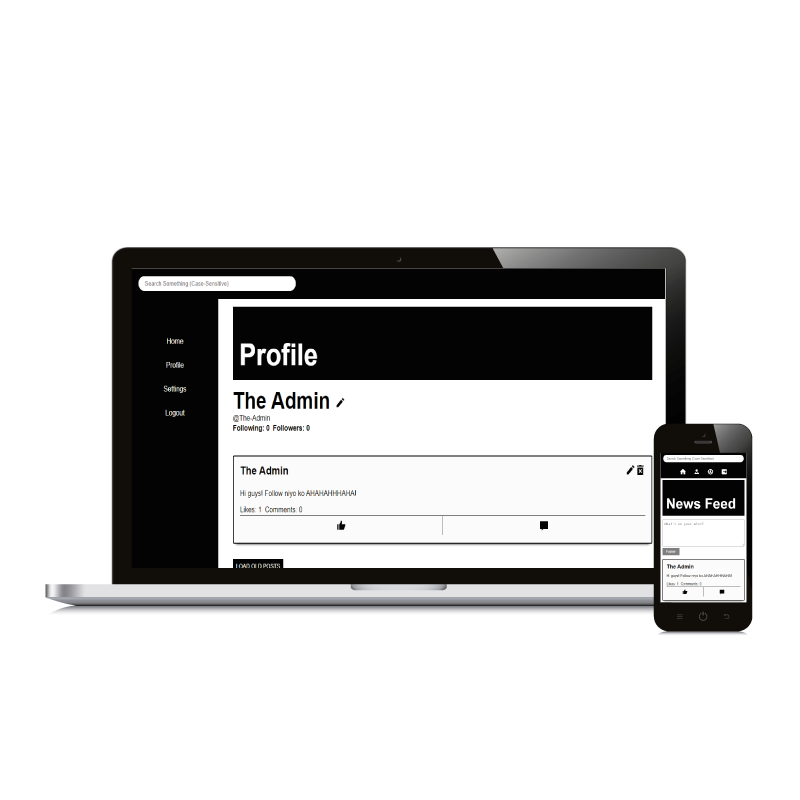 Search Something (Case-Sensitive)
Home
Profile
Settings
Logout
Profile
The Admin
@The-Admin
Following: 0 Followers: 0
The Admin
Hi guys! Follow niyo ko AHAHAHHHAHA!
Likes: 1 Comments: 0
LOAD OLD POSTS
Search Something (Case-Sensitive)
News Feed
What's on your mind?
The Admin
Hi guys! Follow niyo ko AHAHAHHHAHA!
Likes: 1 Comments: 0